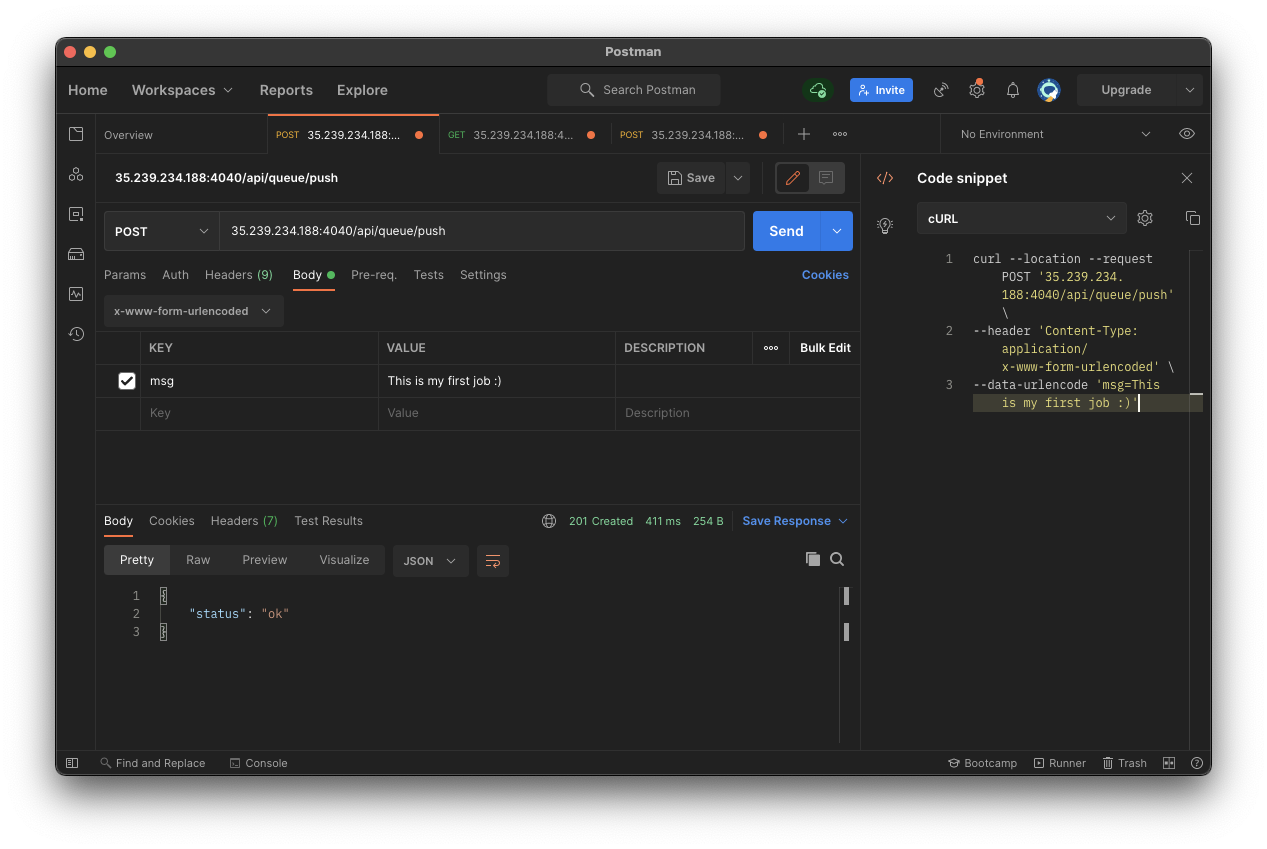 Postman
Home Workspaces Reports Explore Search Postman Invite Upgrade
Overview POST 35.239.234.188:... GET 35.239.234.188:4... POST 35.239.234.188:... No Environment
35.239.234.188:4040/api/queue/push Save Code snippet
POST 35.239.234.188:4040/api/queue/push Send cURL
Params Auth Headers (9) Body Pre-req. Tests Settings Cookies
x-www-form-urlencoded
KEY VALUE DESCRIPTION Bulk Edit
msg This is my first job :)
Key Value Description
1 curl --location --request
POST '35.239.234.
188:4040/api/queue/push'
\
2 --header 'Content-Type:
application/
x-www-form-urlencoded' \
3 --data-urlencode 'msg=This
is my first job :)'
Body Cookies Headers (7) Test Results 201 Created 411 ms 254 B Save Response
Pretty Raw Preview Visualize JSON
1 {
2 "status": "ok"
3 }
Find and Replace Console Bootcamp Runner Trash